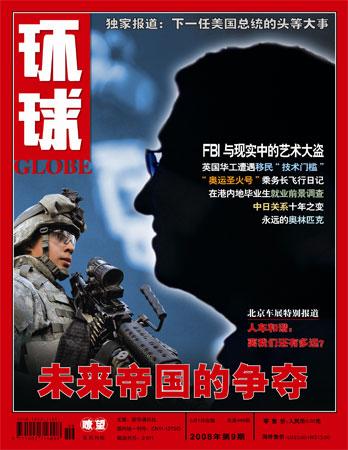 独家报道：下一任美国总统的头等大事
环球
GLOBE
FBI 与现实中的艺术大盗
英国华工遭遇移民“技术门槛”
“奥运圣火号”乘务长飞行日记
在港内地毕业生就业前景调查
中日关系十年之变
永远的奥林匹克
北京车展特别报道
人车和谐：
离我们还有多远？
未来帝国的争夺
瞭望
2008年第9期